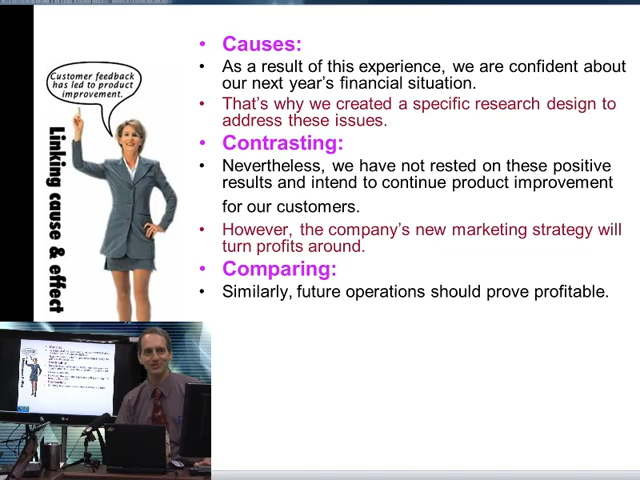 Customer feedback
has led to product
improvement.
Linking cause & effect
• Causes:
• As a result of this experience, we are confident about
our next year's financial situation.
• That's why we created a specific research design to
address these issues.
• Contrasting:
• Nevertheless, we have not rested on these positive
results and intend to continue product improvement
for our customers.
• However, the company's new marketing strategy will
turn profits around.
• Comparing:
• Similarly, future operations should prove profitable.